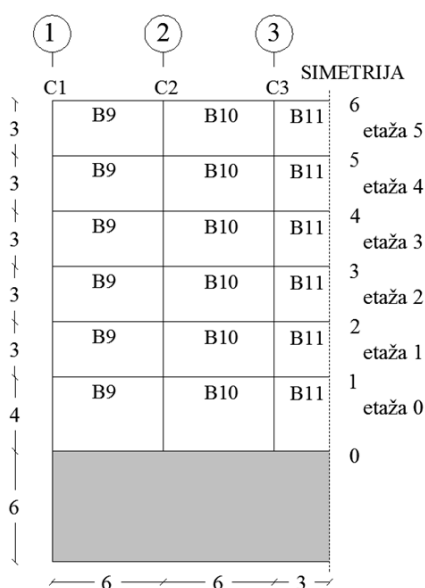 1 2 3
SIMETRIJA
C1 C2 C3
6
3 B9 B10 B11 etaža 5
5
3 B9 B10 B11 etaža 4
4
3 B9 B10 B11 etaža 3
3
3 B9 B10 B11 etaža 2
2
3 B9 B10 B11 etaža 1
1
4 B9 B10 B11 etaža 0
0
6
6 6 3